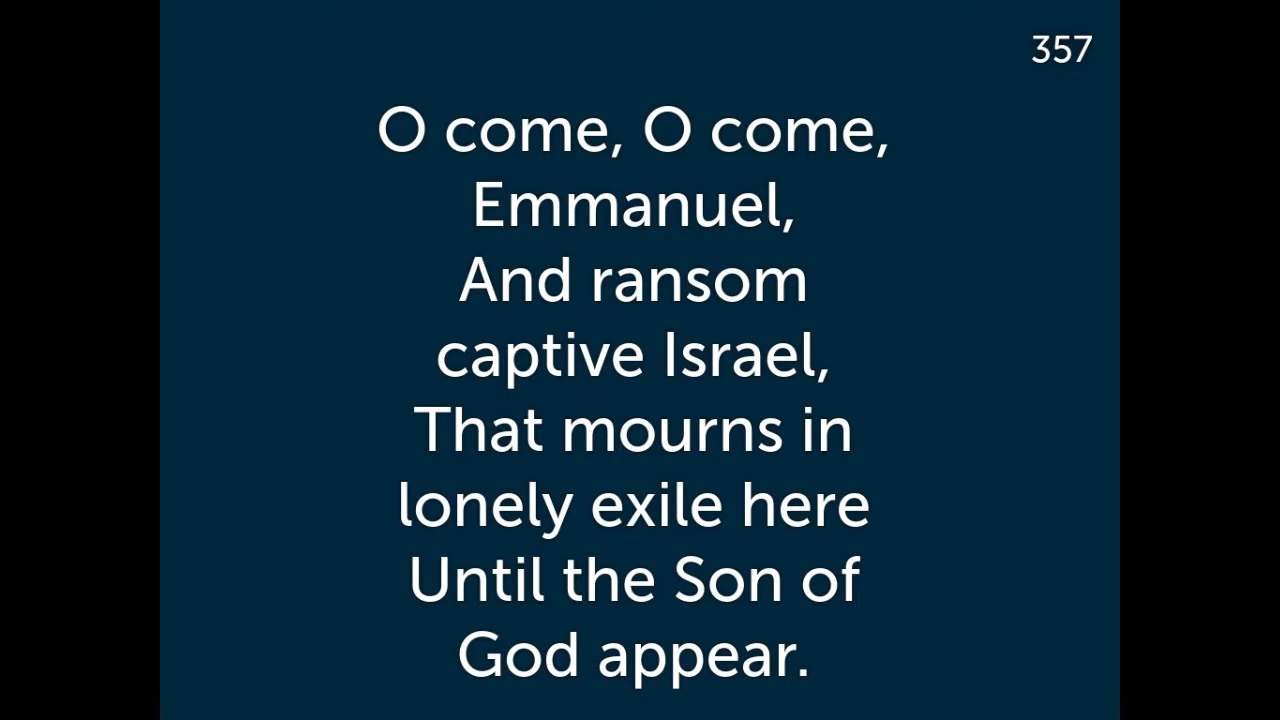 357
O come, O come,
Emmanuel,
And ransom
captive Israel,
That mourns in
lonely exile here
Until the Son of
God appear.